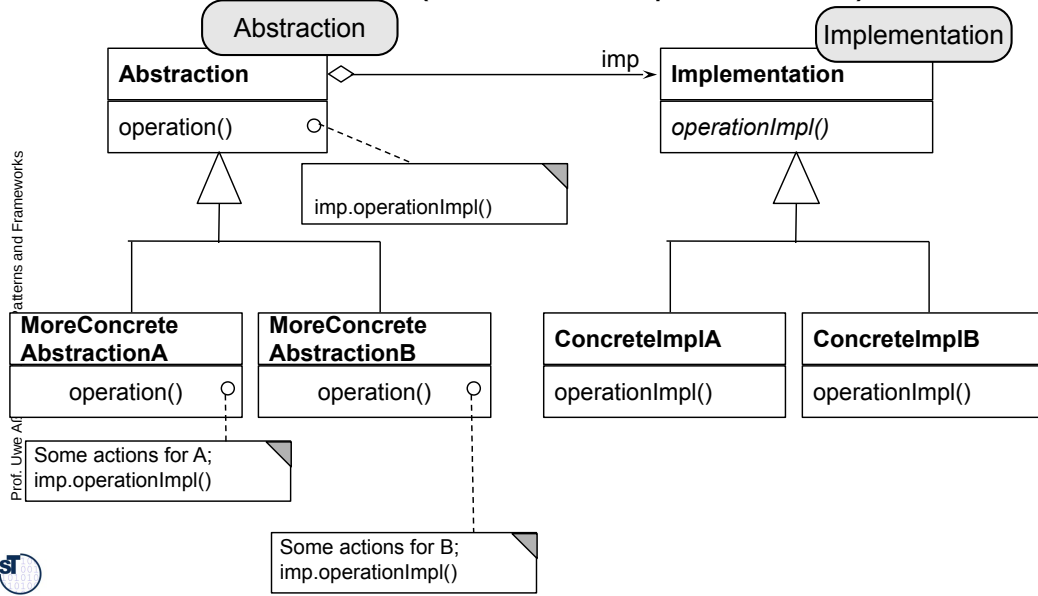 Abstraction
Implementation
Abstraction
imp
Implementation
operation()
operationImpl()
imp.operationImpl()
MoreConcrete
AbstractionA
MoreConcrete
AbstractionB
ConcreteImplA
ConcreteImplB
operation()
operation()
operationImpl()
operationImpl()
Some actions for A;
imp.operationImpl()
Some actions for B;
imp.operationImpl()
Prof. Uwe
and Frameworks
sT